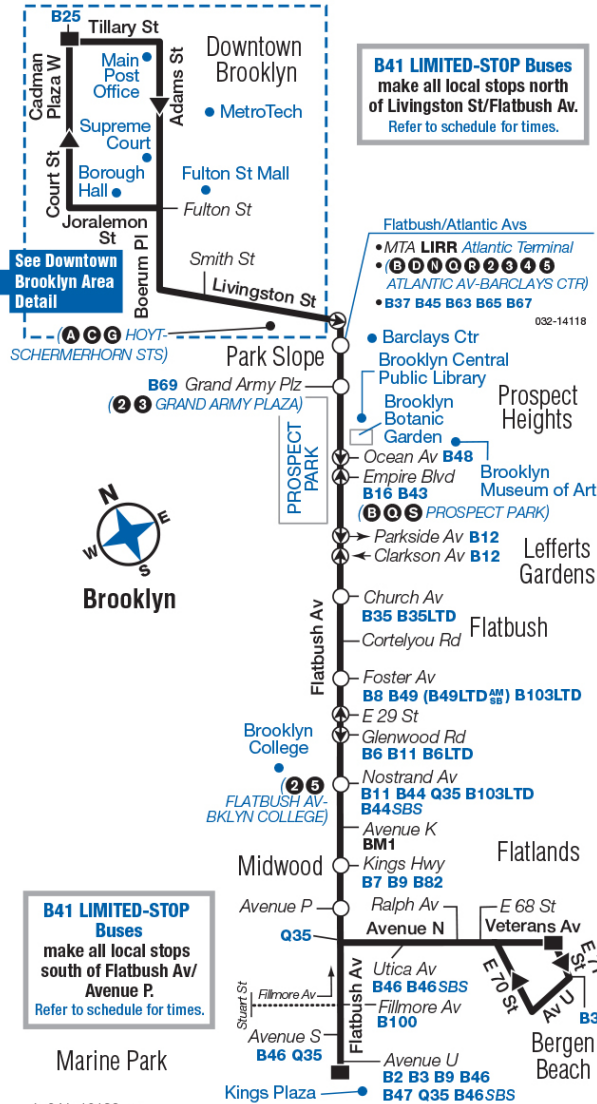 B25
Tillary St
Cadman
Plaza W
Main
Post
Office
Adams St
Downtown
Brooklyn
MetroTech
Supreme
Court
Court St
Borough
Hall
Fulton St Mall
Fulton St
Joralemon
St
B41 LIMITED-STOP Buses
make all local stops north
of Livingston St/Flatbush Av.
Refer to schedule for times.
See Downtown
Brooklyn Area
Detail
Boerum Pl
Smith St
Livingston St
(A C G HOYT-
SCHERMERHORN STS)
Flatbush/Atlantic Avs
• MTA LIRR Atlantic Terminal
• (B D N Q R 2 3 4 5
ATLANTIC AV-BARCLAYS CTR)
• B37 B45 B63 B65 B67
032-14118
Park Slope
Barclays Ctr
B69 Grand Army Plz
(2 3 GRAND ARMY PLAZA)
Brooklyn Central
Public Library
Prospect
Heights
PROSPECT
PARK
Brooklyn
Botanic
Garden
Ocean Av B48
Brooklyn
Museum of Art
Empire Blvd
B16 B43
(B Q S PROSPECT PARK)
N
E
S
W
Brooklyn
Parkside Av B12
Clarkson Av B12
Lefferts
Gardens
Church Av
B35 B35LTD
Flatbush
Flatbush Av
Cortelyou Rd
Foster Av
B8 B49 (B49LTD AM SB) B103LTD
E 29 St
Glenwood Rd
B6 B11 B6LTD
Brooklyn
College
(2 5
FLATBUSH AV-
BKLYN COLLEGE)
Nostrand Av
B11 B44 Q35 B103LTD
B44SBS
Avenue K
BM1
Midwood
Kings Hwy
B7 B9 B82
Flatlands
Avenue P
Ralph Av
E 68 St
Q35
Avenue N
Veterans Av
B41 LIMITED-STOP
Buses
make all local stops
south of Flatbush Av/
Avenue P.
Refer to schedule for times.
Utica Av
B46 B46SBS
E 70 St
St
Av U
B3
Stuart St
Fillmore Av
Flatbush Av
Fillmore Av
B100
Avenue S
B46 Q35
Bergen
Beach
Marine Park
Avenue U
B2 B3 B9 B46
B47 Q35 B46SBS
Kings Plaza